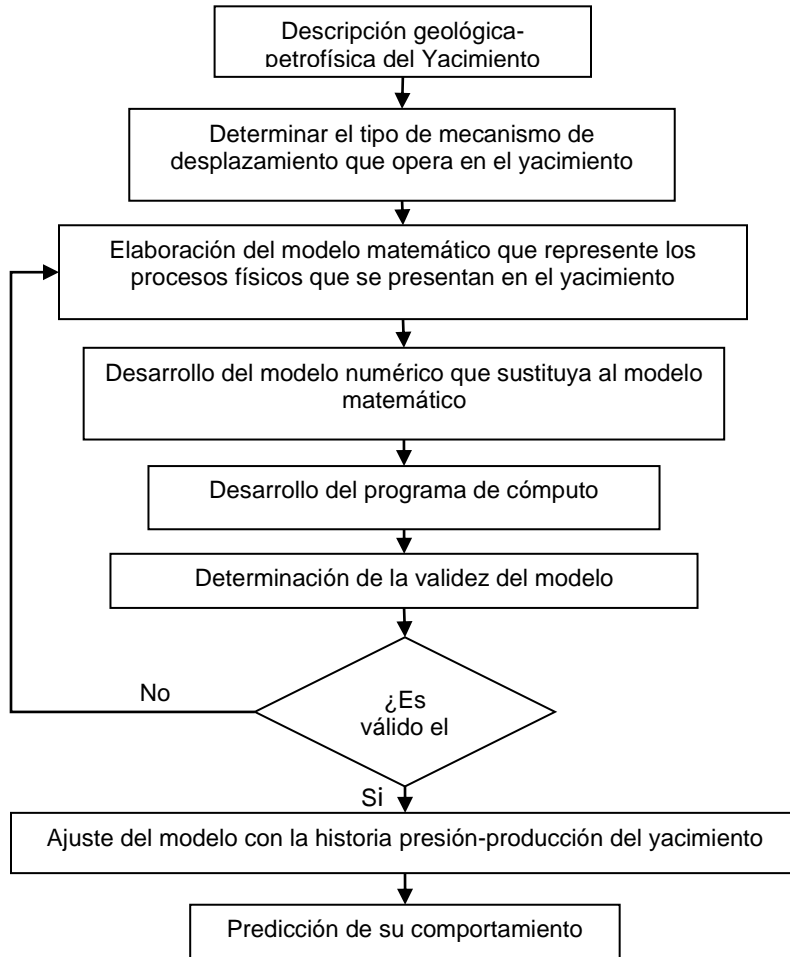 Descripción geológica-
petrofísica del Yacimiento
Determinar el tipo de mecanismo de
desplazamiento que opera en el yacimiento
Elaboración del modelo matemático que represente los
procesos físicos que se presentan en el yacimiento
Desarrollo del modelo numérico que sustituya al modelo
matemático
Desarrollo del programa de cómputo
Determinación de la validez del modelo
¿Es
válido el
No
Si
Ajuste del modelo con la historia presión-producción del yacimiento
Predicción de su comportamiento